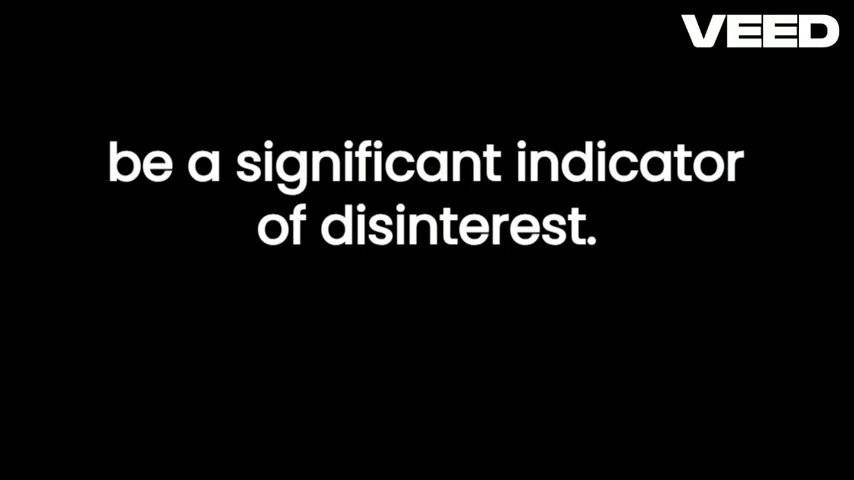 VEED
be a significant indicator
of disinterest.